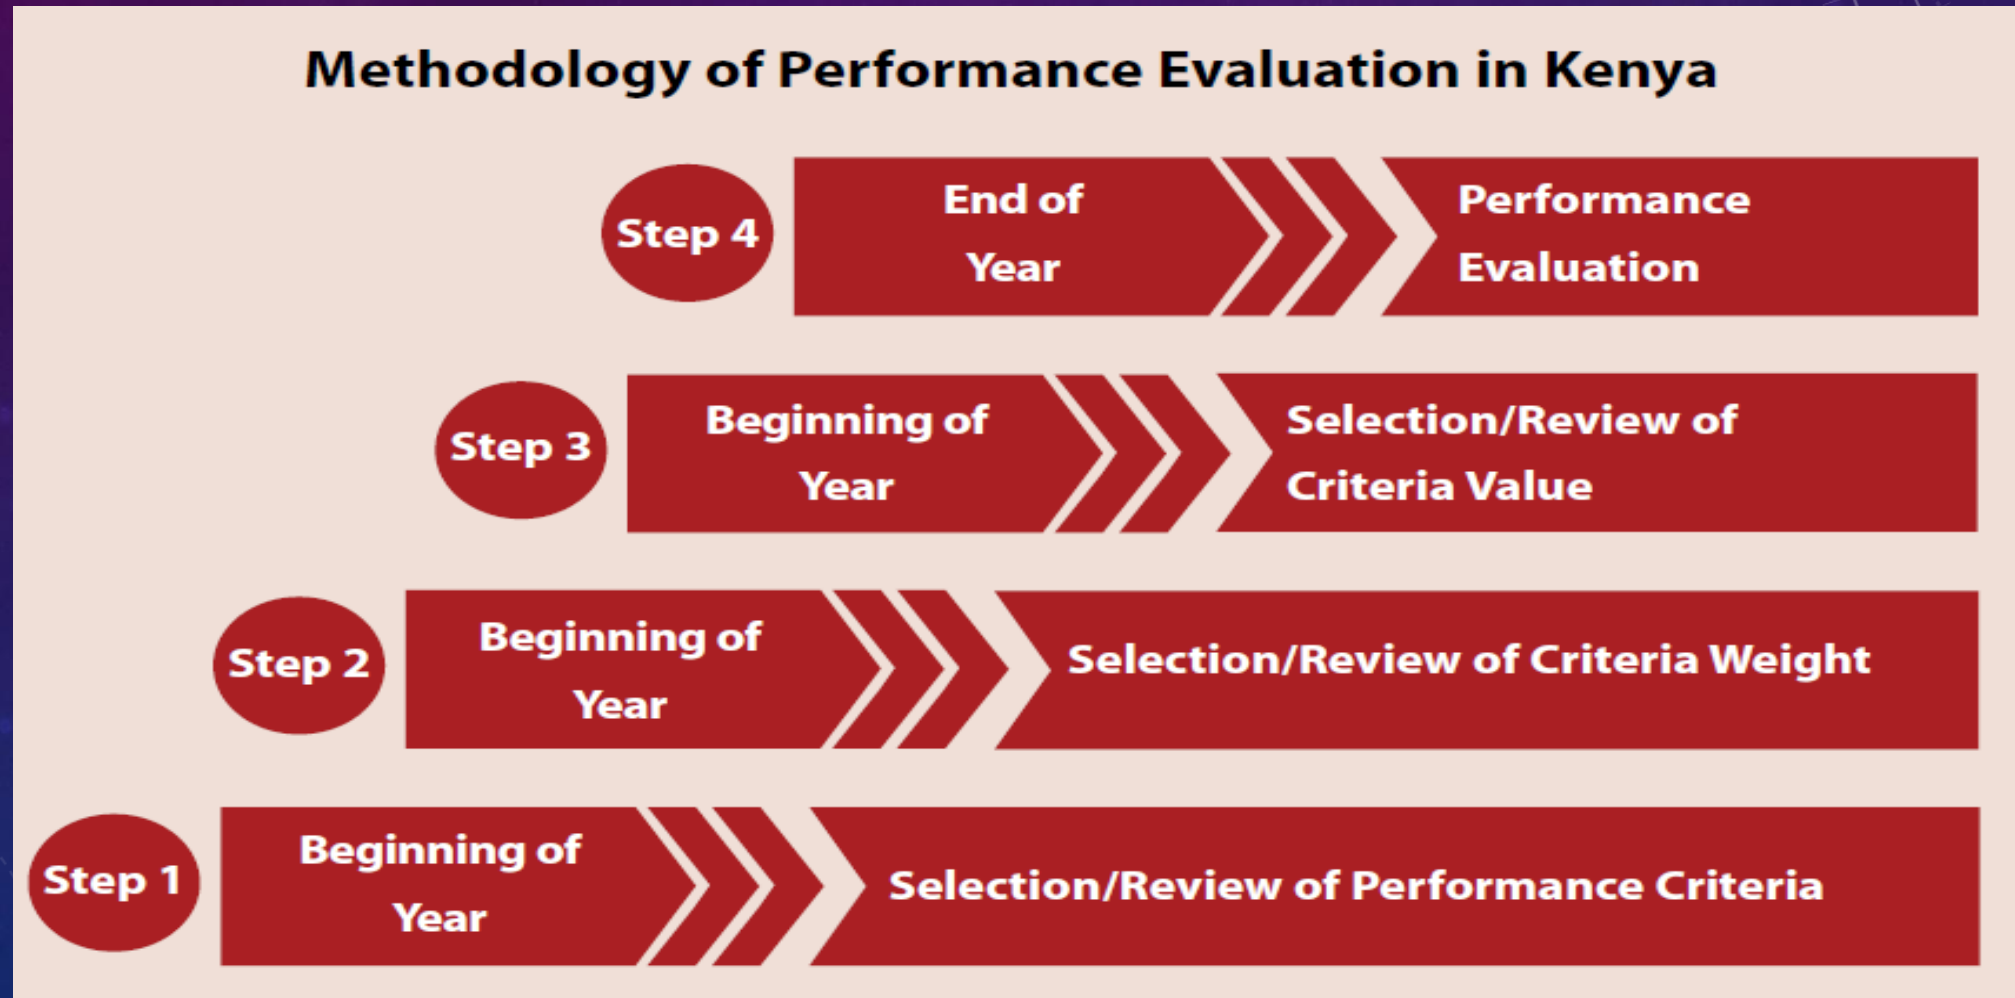 Methodology of Performance Evaluation in Kenya
Step 4
End of
Year
Performance
Evaluation
Step 3
Beginning of
Year
Selection/Review of
Criteria Value
Step 2
Beginning of
Year
Selection/Review of Criteria Weight
Step 1
Beginning of
Year
Selection/Review of Performance Criteria